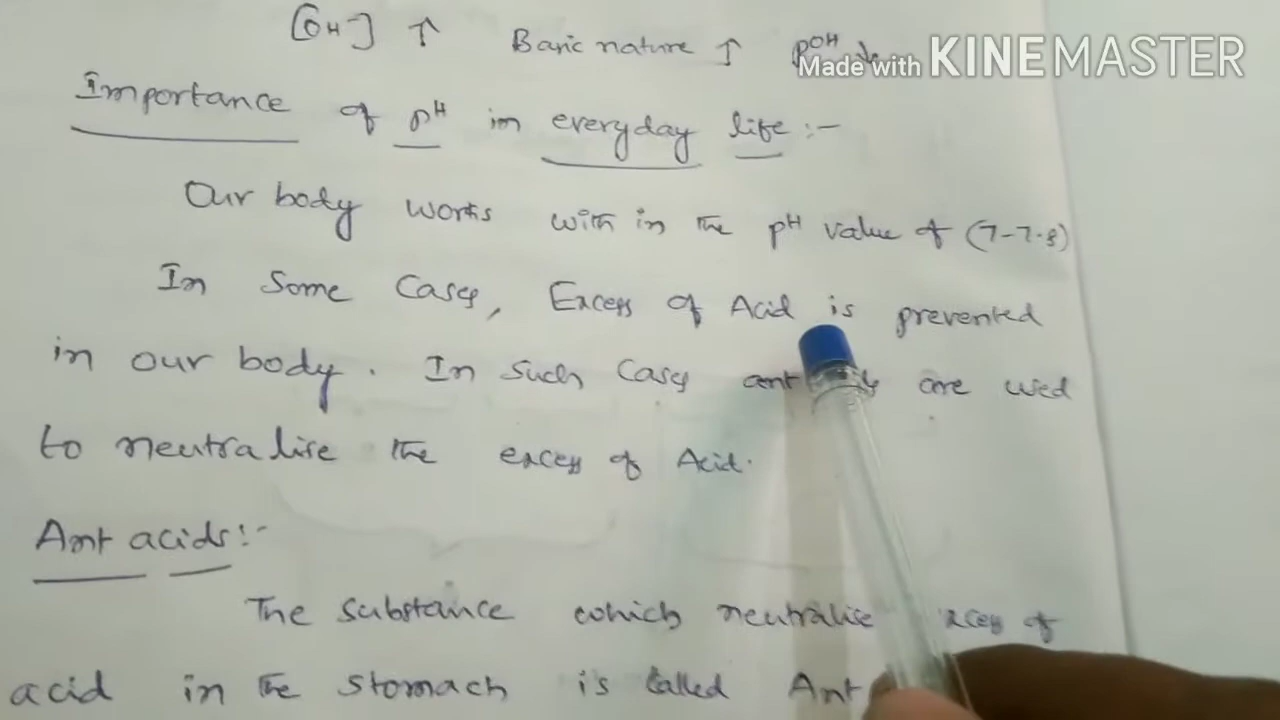 [OH⁻] ↑ Basic nature ↑ pOH
Made with KINEMASTER
Importance of pH in everyday life :-
Our body works with in the pH value of (7-7.8)
In Some Cases, Excess of Acid is prevented
in our body. In such Cases are used
to neutralise the excess of Acid.
Ant acids :-
The substance which neutralise of
acid in the stomach is called Ant